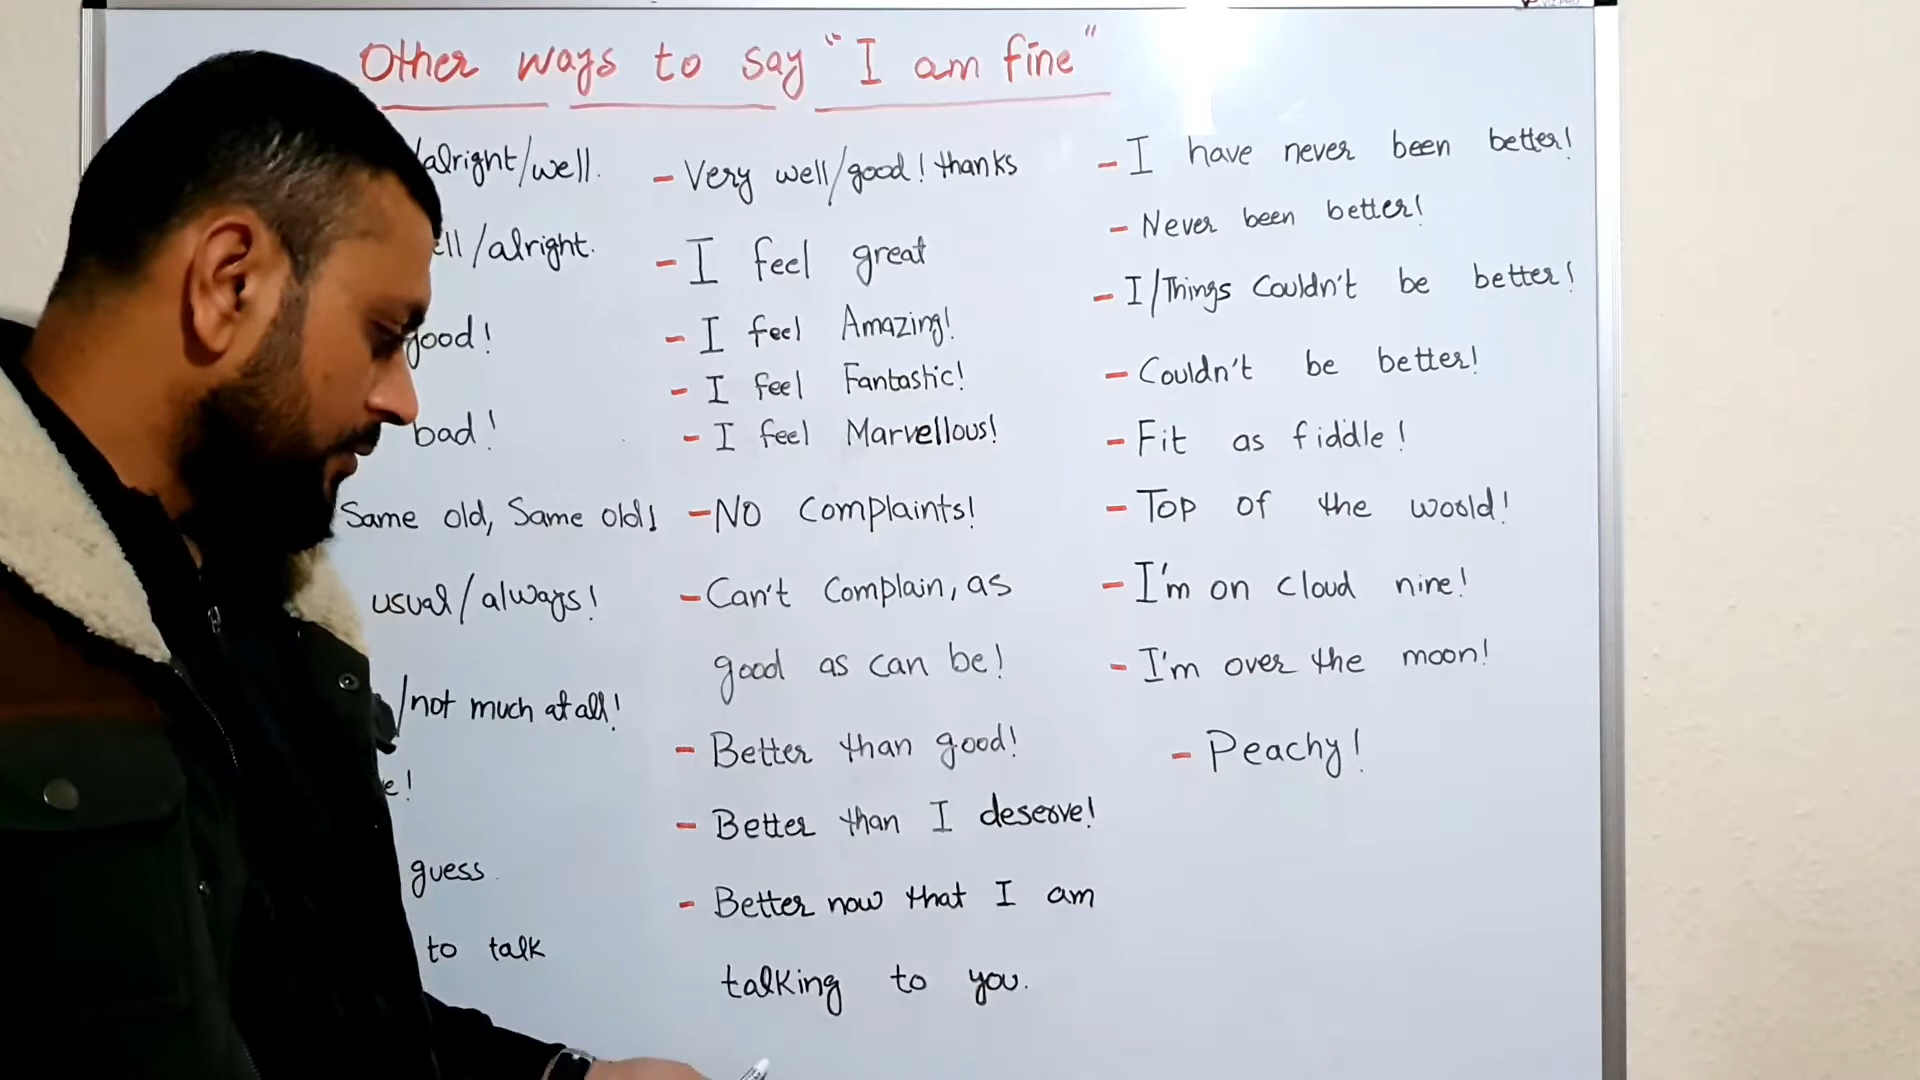 Other ways to say "I am fine"
/alright/well.
ell/alright.
good!
bad!
Same old, Same old!
usual/always!
/not much at all!
e!
guess.
to talk
- Very well/good! thanks
- I feel great
- I feel Amazing!
- I feel Fantastic!
- I feel Marvellous!
- NO Complaints!
- Can't Complain, as
good as can be!
- Better than good!
- Better than I deserve!
- Better now that I am
talking to you.
- I have never been better!
- Never been better!
- I/Things Couldn't be better!
- Couldn't be better!
- Fit as fiddle!
- Top of the world!
- I'm on cloud nine!
- I'm over the moon!
- Peachy!